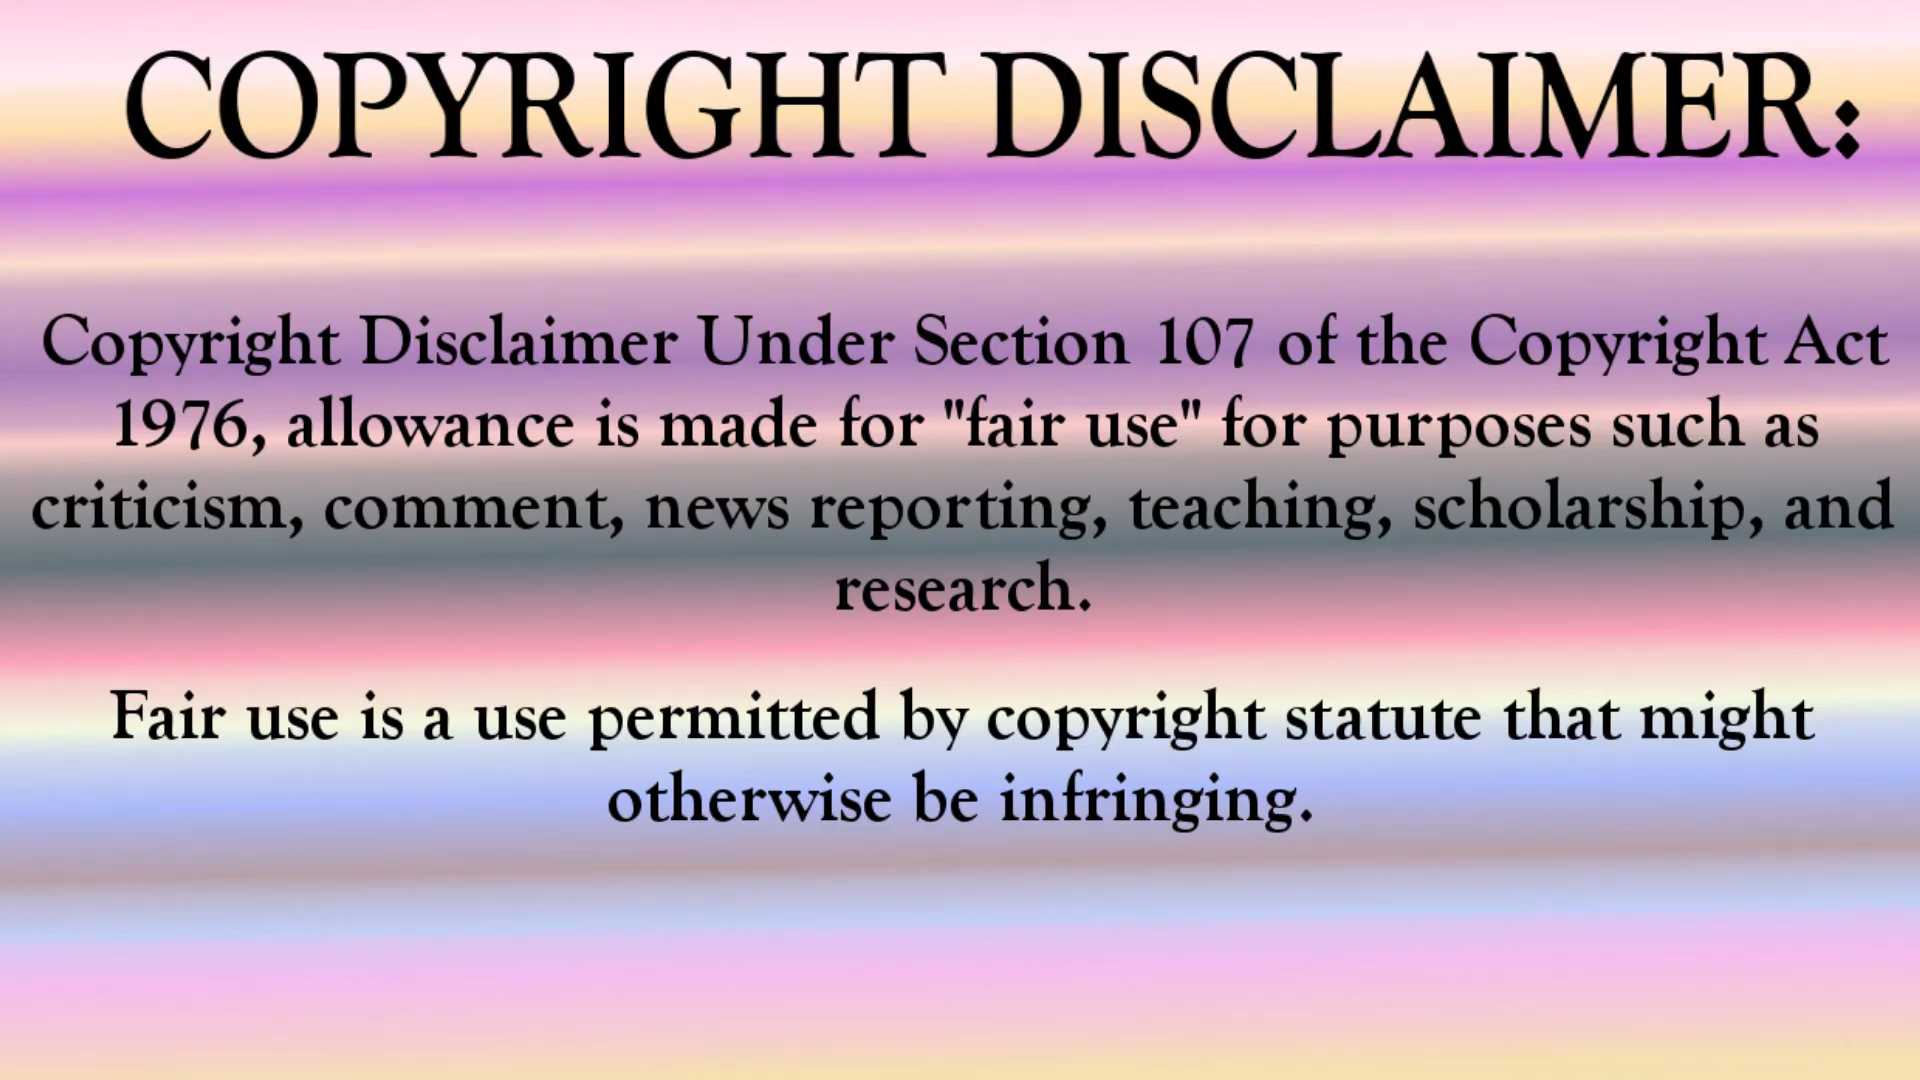 COPYRIGHT DISCLAIMER:
Copyright Disclaimer Under Section 107 of the Copyright Act
1976, allowance is made for "fair use" for purposes such as
criticism, comment, news reporting, teaching, scholarship, and
research.
Fair use is a use permitted by copyright statute that might
otherwise be infringing.